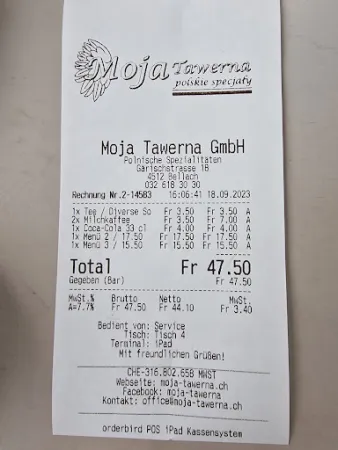 Moja Tawerna
polskie specjały
Moja Tawerna GmbH
Polnische Spezialitäten
Gärischstrasse 1B
4512 Bellach
032 618 30 30
Rechnung Nr.2-14583 16:06:41 18.09.2023
1x Tee / Diverse So Fr 3.50 Fr 3.50 A
2x Milchkaffee Fr 3.50 Fr 7.00 A
1x Coca-Cola 33 cl Fr 4.00 Fr 4.00 A
1x Menü 2 / 17.50 Fr 17.50 Fr 17.50 A
1x Menü 3 / 15.50 Fr 15.50 Fr 15.50 A
Total Fr 47.50
Gegeben (Bar) Fr 47.50
MwSt.% Brutto Netto MwSt.
A=7.7% Fr 47.50 Fr 44.10 Fr 3.40
Bedient von: Service
Tisch: Tisch 4
Terminal: iPad
Mit freundlichen Grüßen!
CHE-316.802.658 MWST
Webseite: moja-tawerna.ch
Facebook: moja-tawerna
Kontakt: office@moja-tawerna.ch
orderbird POS iPad Kassensystem